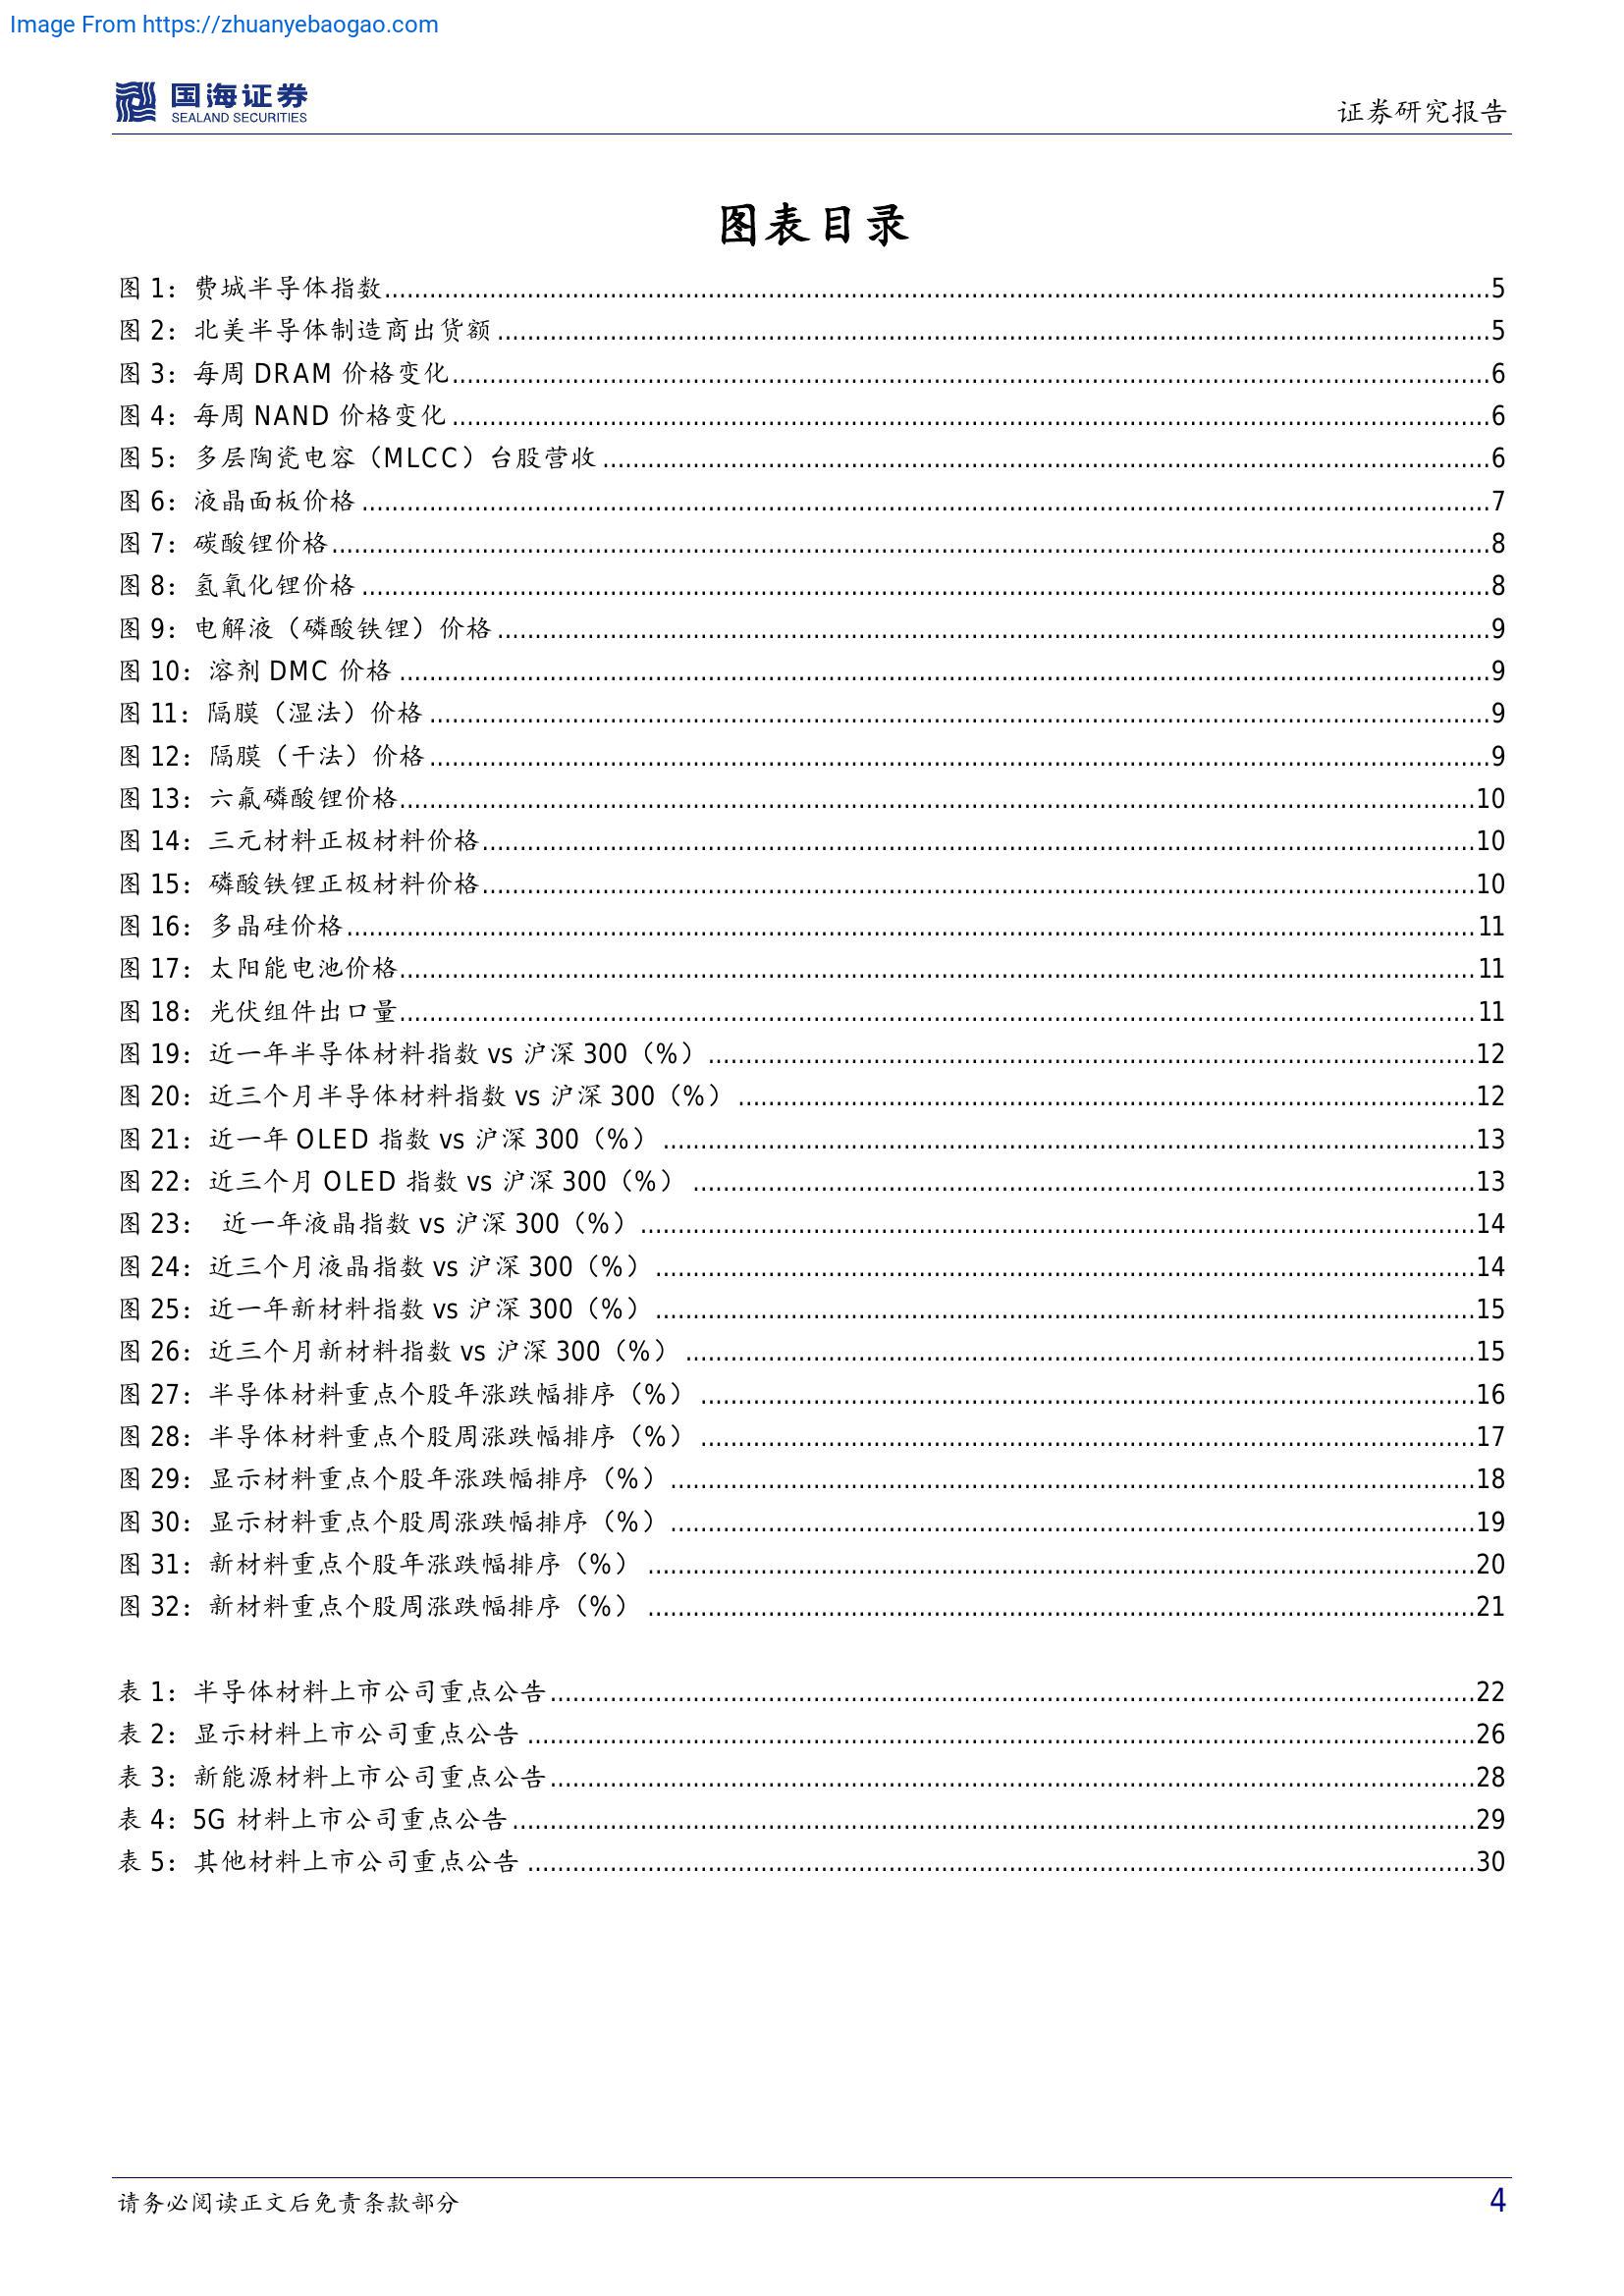 Image From https://zhuanyebaogao.com
国海证券
SEALAND SECURITIES
证券研究报告
图表目录
图 1：费城半导体指数........5
图 2：北美半导体制造商出货额........5
图 3：每周 DRAM 价格变化........6
图 4：每周 NAND 价格变化........6
图 5：多层陶瓷电容（MLCC）台股营收........6
图 6：液晶面板价格........7
图 7：碳酸锂价格........8
图 8：氢氧化锂价格........8
图 9：电解液（磷酸铁锂）价格........9
图 10：溶剂 DMC 价格........9
图 11：隔膜（湿法）价格........9
图 12：隔膜（干法）价格........9
图 13：六氟磷酸锂价格........10
图 14：三元材料正极材料价格........10
图 15：磷酸铁锂正极材料价格........10
图 16：多晶硅价格........11
图 17：太阳能电池价格........11
图 18：光伏组件出口量........11
图 19：近一年半导体材料指数 vs 沪深 300（%）........12
图 20：近三个月半导体材料指数 vs 沪深 300（%）........12
图 21：近一年 OLED 指数 vs 沪深 300（%）........13
图 22：近三个月 OLED 指数 vs 沪深 300（%）........13
图 23： 近一年液晶指数 vs 沪深 300（%）........14
图 24：近三个月液晶指数 vs 沪深 300（%）........14
图 25：近一年新材料指数 vs 沪深 300（%）........15
图 26：近三个月新材料指数 vs 沪深 300（%）........15
图 27：半导体材料重点个股年涨跌幅排序（%）........16
图 28：半导体材料重点个股周涨跌幅排序（%）........17
图 29：显示材料重点个股年涨跌幅排序（%）........18
图 30：显示材料重点个股周涨跌幅排序（%）........19
图 31：新材料重点个股年涨跌幅排序（%）........20
图 32：新材料重点个股周涨跌幅排序（%）........21
表 1：半导体材料上市公司重点公告........22
表 2：显示材料上市公司重点公告........26
表 3：新能源材料上市公司重点公告........28
表 4：5G 材料上市公司重点公告........29
表 5：其他材料上市公司重点公告........30
请务必阅读正文后免责条款部分
4